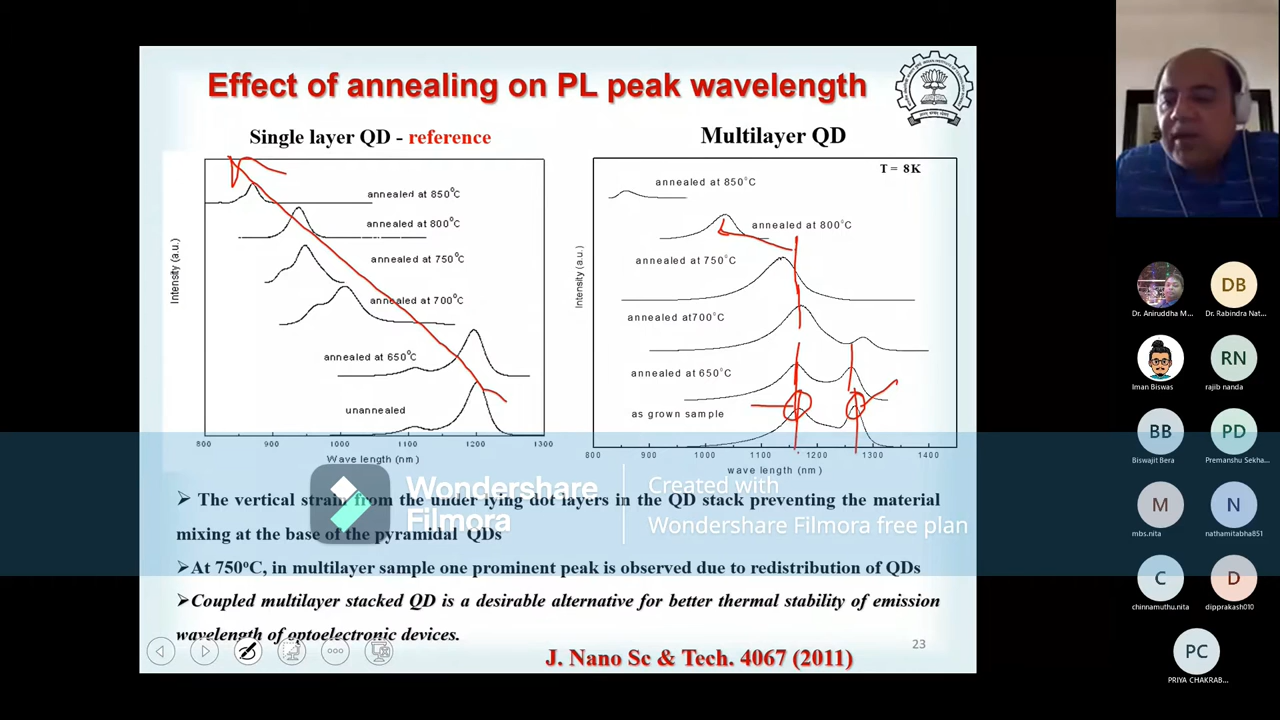 Effect of annealing on PL peak wavelength
Single layer QD - reference
Multilayer QD
annealed at 850°C
annealed at 800°C
annealed at 750°C
annealed at 700°C
annealed at 650°C
unannealed
Intensity (a.u.)
800 900 1000 1100 1200 1300
Wave length (nm)
T = 8K
annealed at 850°C
annealed at 800°C
annealed at 750°C
annealed at700°C
annealed at 650°C
as grown sample
Intensity (a.u.)
800 900 1000 1100 1200 1300 1400
wave length (nm)
➢ The vertical strain from the under lying dot layers in the QD stack preventing the material
mixing at the base of the pyramidal QDs
➢At 750°C, in multilayer sample one prominent peak is observed due to redistribution of QDs
➢Coupled multilayer stacked QD is a desirable alternative for better thermal stability of emission
wavelength of optoelectronic devices.
23
J. Nano Sc & Tech. 4067 (2011)
Wondershare
Filmora
Created with
Wondershare Filmora free plan
Dr. Aniruddha M...
DB
Dr. Rabindra Nat...
Iman Biswas
RN
rajib nanda
BB
Biswajit Bera
PD
Premanshu Sekha...
M
mbs.nita
N
nathamitabha851
C
chinnamuthu.nita
D
dipprakash010
PC
PRIYA CHAKRAB...